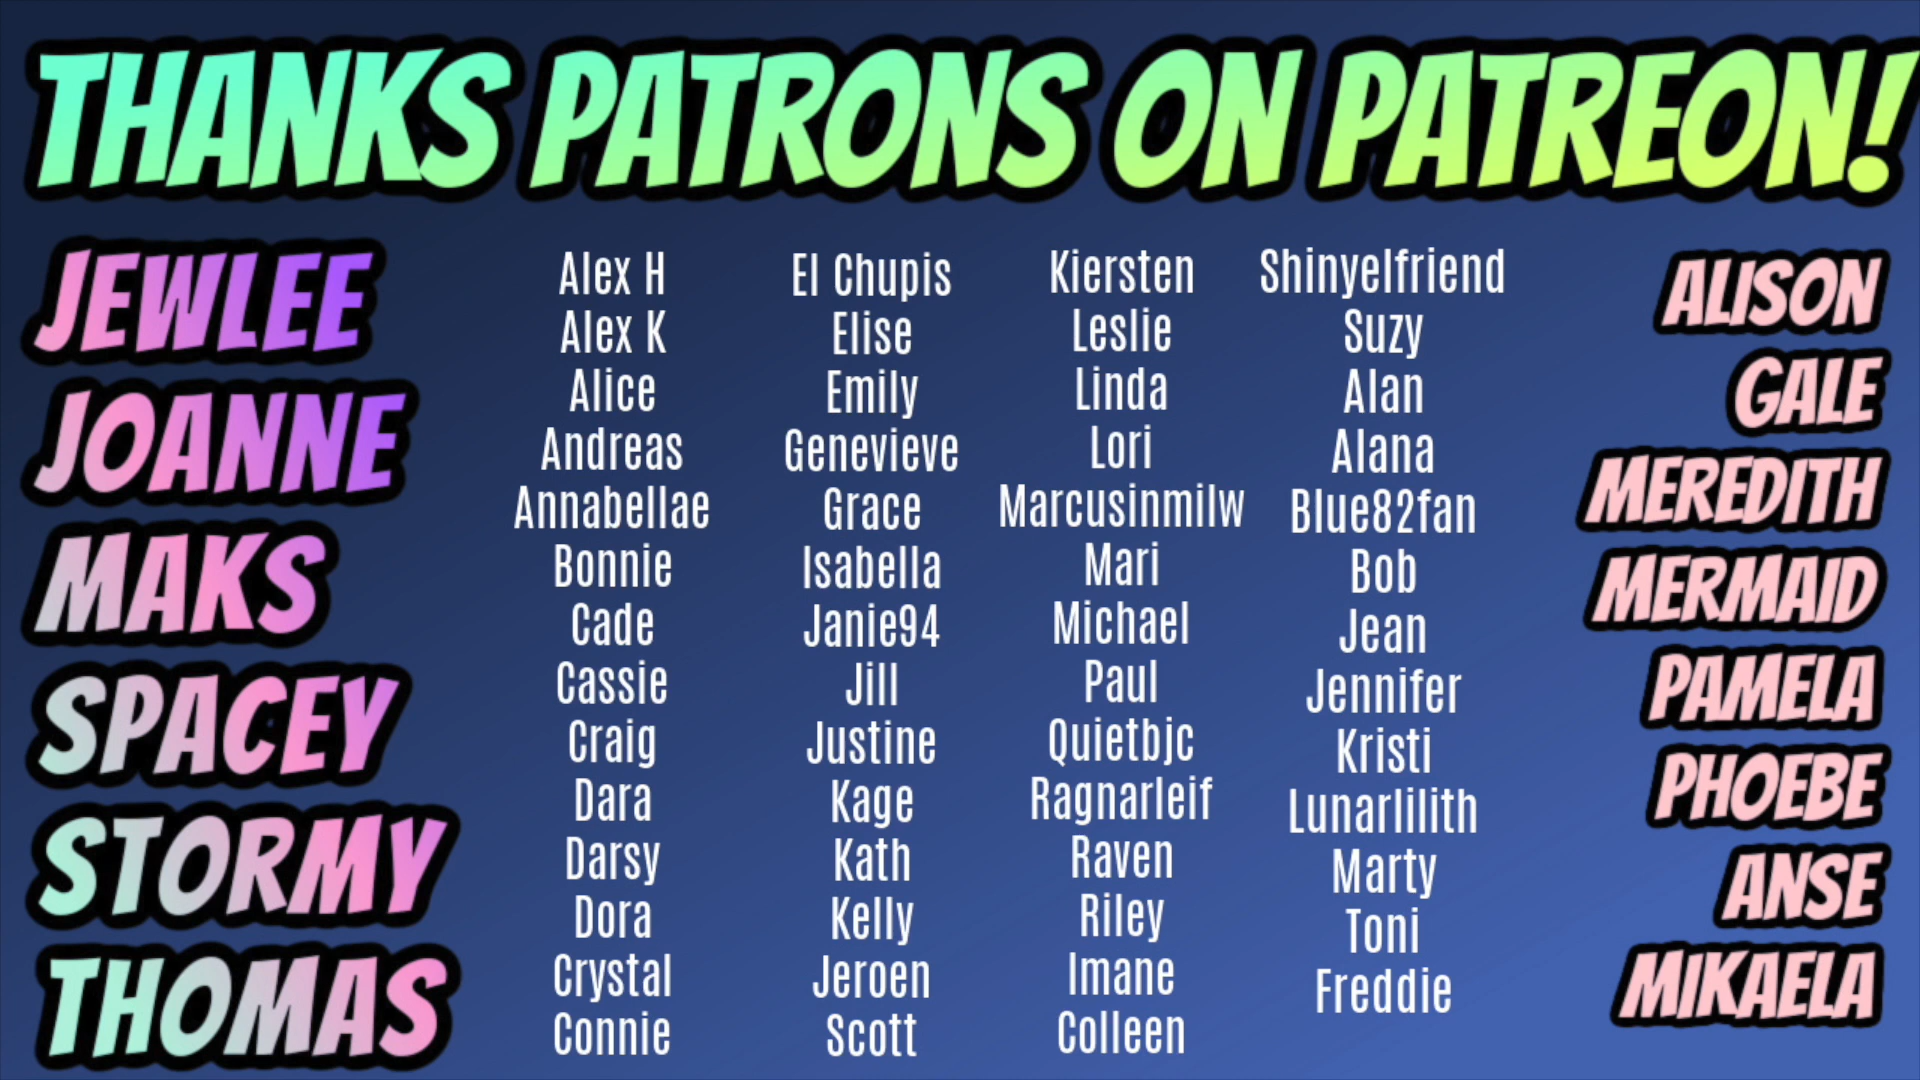 THANKS PATRONS ON PATREON!
JEWLEE
JOANNE
MAKS
SPACEY
STORMY
THOMAS
Alex H
Alex K
Alice
Andreas
Annabellae
Bonnie
Cade
Cassie
Craig
Dara
Darsy
Dora
Crystal
Connie
El Chupis
Elise
Emily
Genevieve
Grace
Isabella
Janie94
Jill
Justine
Kage
Kath
Kelly
Jeroen
Scott
Kiersten
Leslie
Linda
Lori
Marcusinmilw
Mari
Michael
Paul
Quietbjc
Ragnarleif
Raven
Riley
Imane
Colleen
Shinyelfriend
Suzy
Alan
Alana
Blue82fan
Bob
Jean
Jennifer
Kristi
Lunarlilith
Marty
Toni
Freddie
ALISON
GALE
MEREDITH
MERMAID
PAMELA
PHOEBE
ANSE
MIKAELA